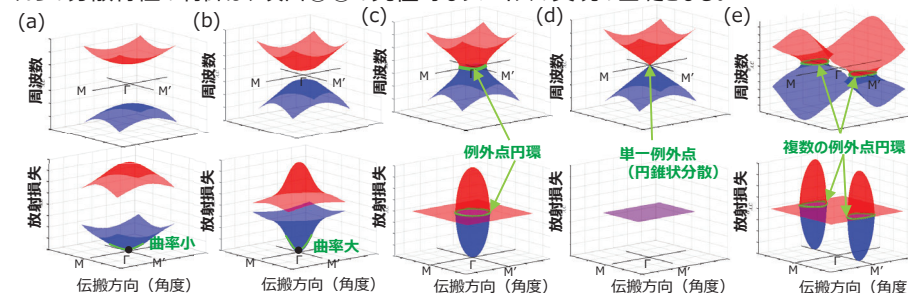 (a)
(b)
(c)
(d)
(e)
周波数
周波数
周波数
周波数
周波数
M
Γ
M′
M
Γ
M′
M
M′
M
M′
M
Γ
M′
例外点円環
単一例外点
（円錐状分散）
複数の例外点円環
放射損失
放射損失
放射損失
放射損失
放射損失
曲率小
曲率大
M
Γ
M′
M
Γ
M′
M
Γ
M′
M
Γ
M′
M
Γ
M′
伝搬方向（角度）
伝搬方向（角度）
伝搬方向（角度）
伝搬方向（角度）
伝搬方向（角度